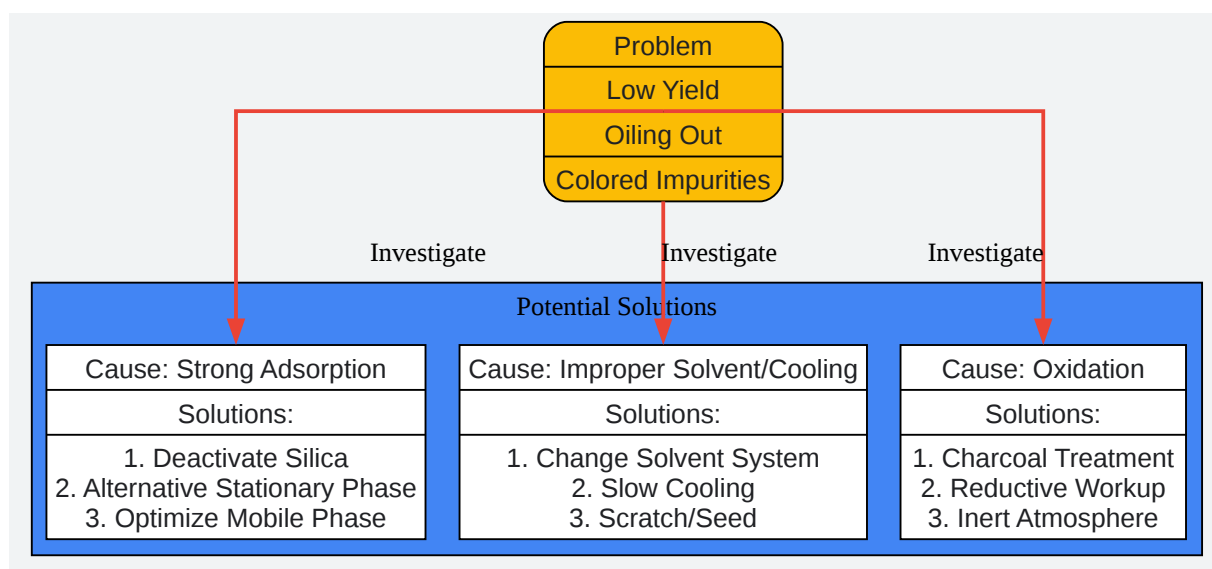 Problem
Low Yield
Oiling Out
Colored Impurities
Investigate
Investigate
Investigate
Potential Solutions
Cause: Strong Adsorption
Solutions:
1. Deactivate Silica
2. Alternative Stationary Phase
3. Optimize Mobile Phase
Cause: Improper Solvent/Cooling
Solutions:
1. Change Solvent System
2. Slow Cooling
3. Scratch/Seed
Cause: Oxidation
Solutions:
1. Charcoal Treatment
2. Reductive Workup
3. Inert Atmosphere